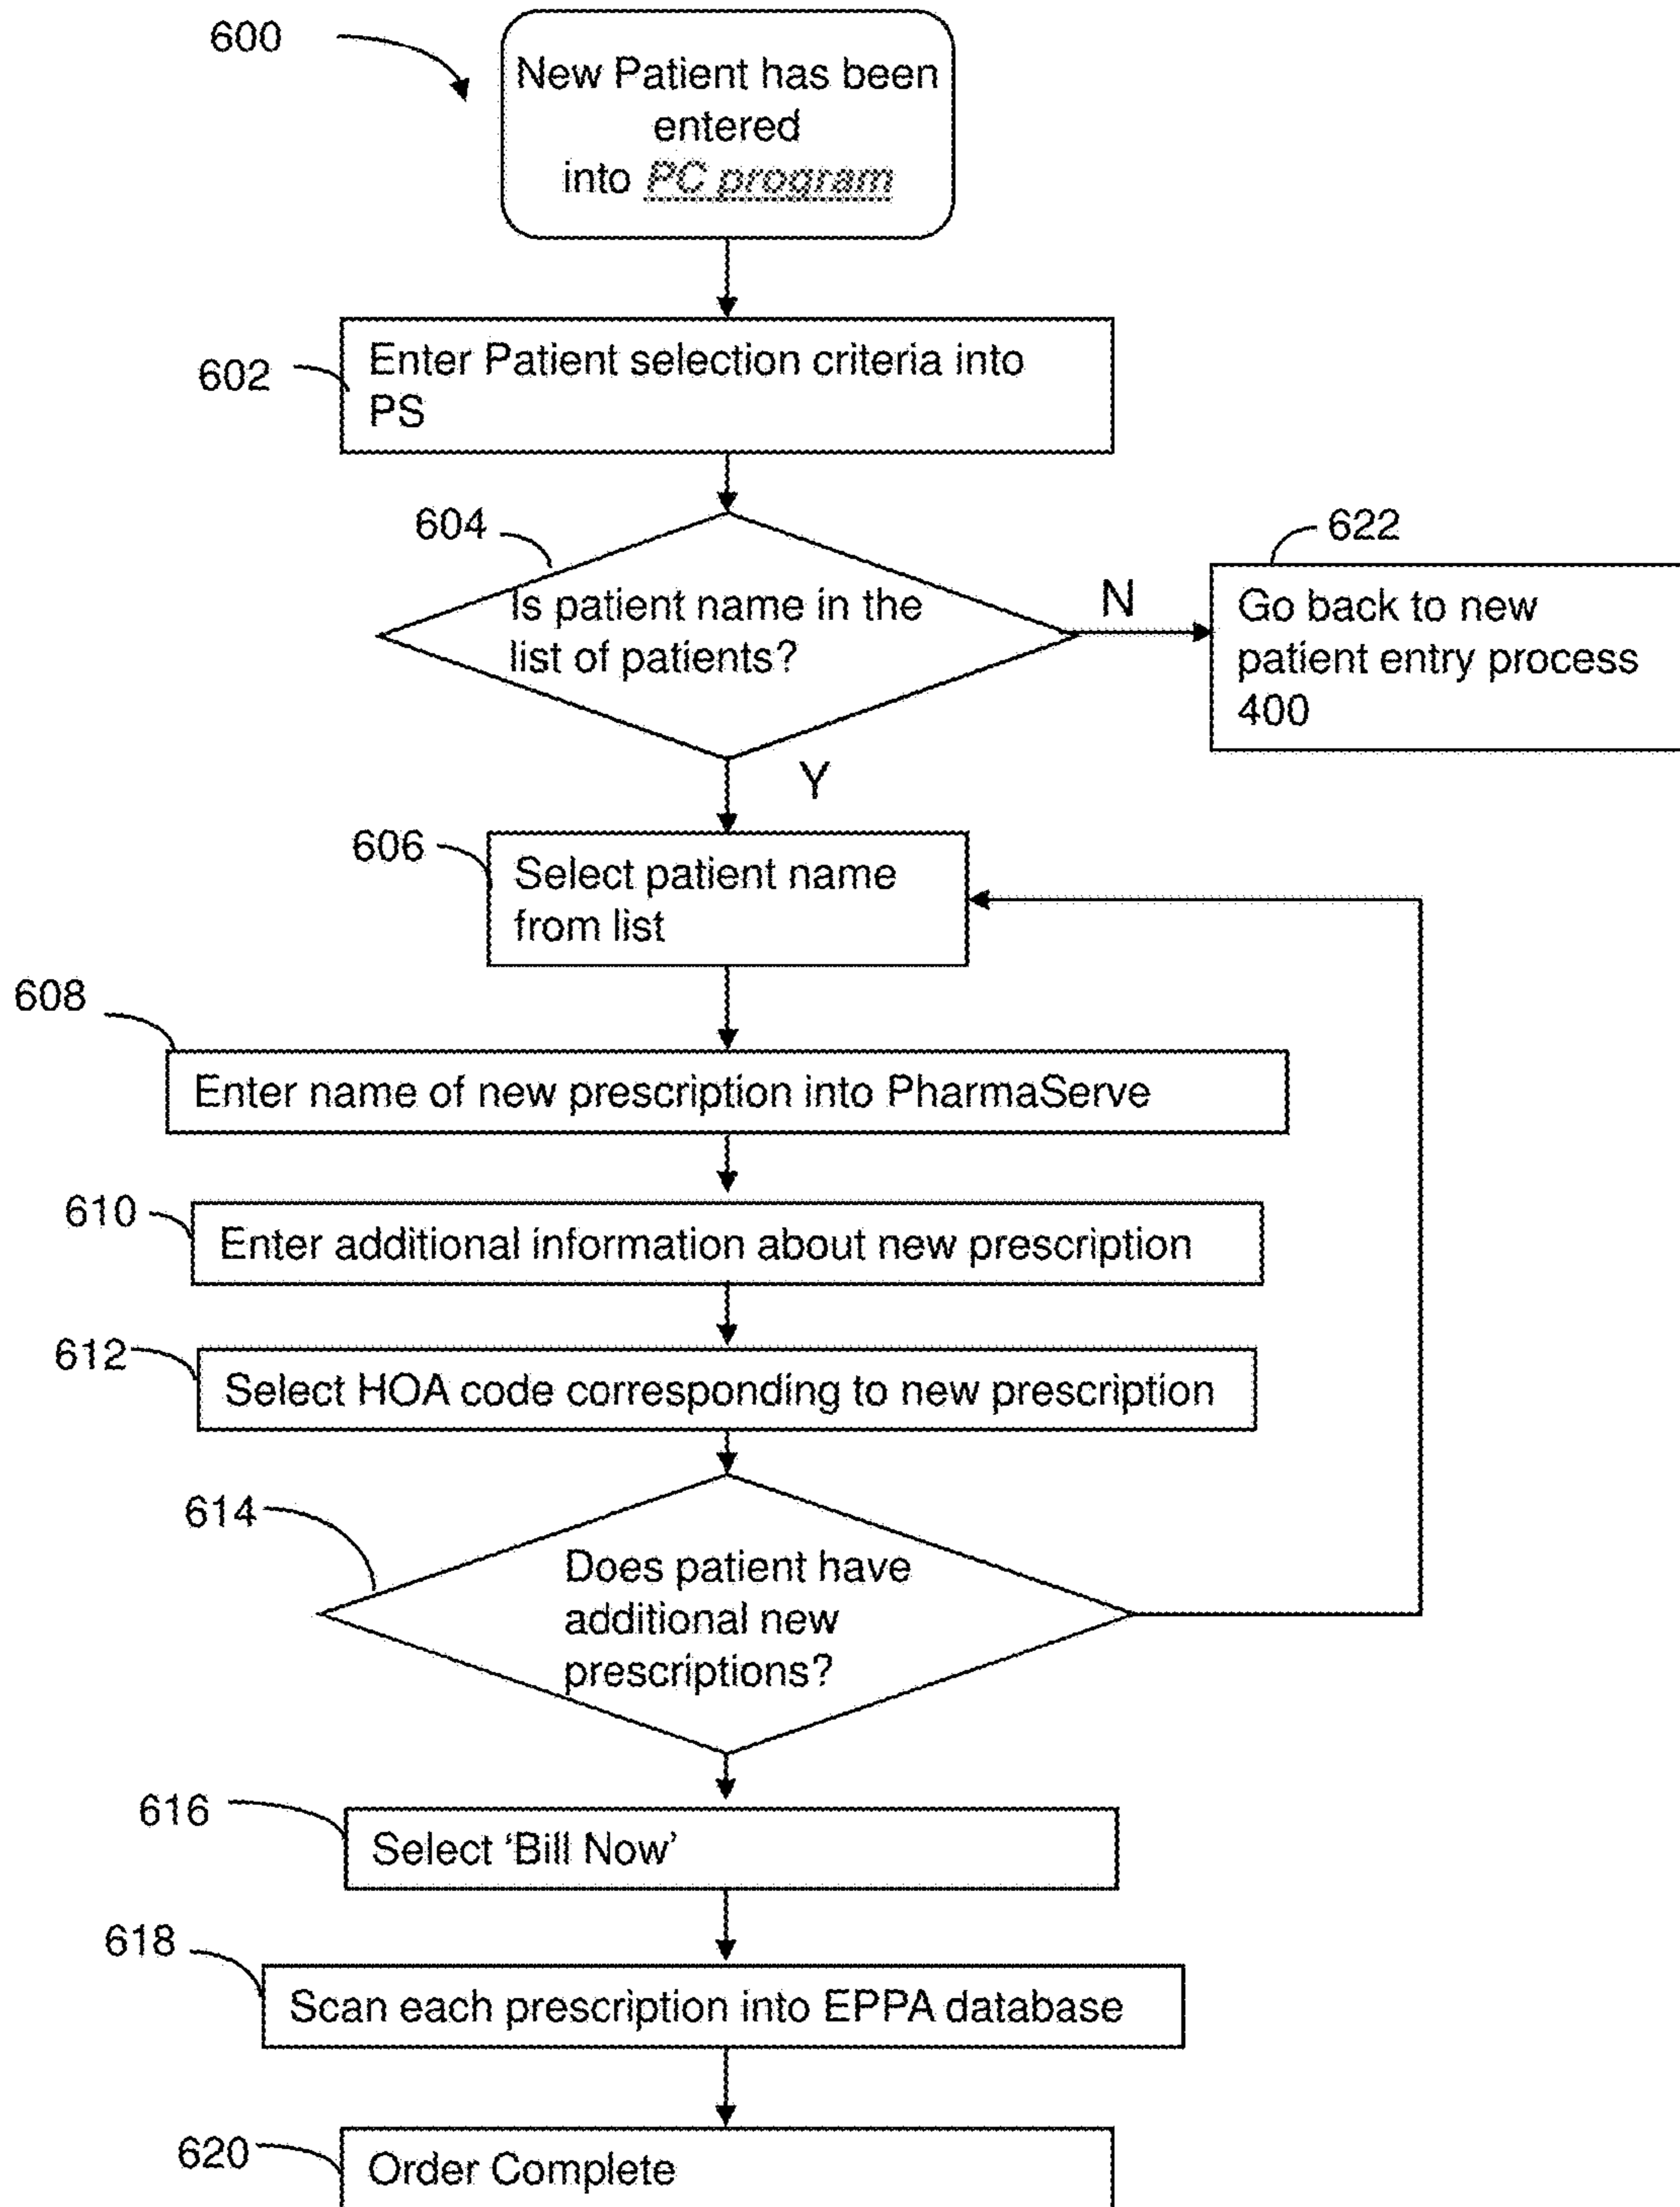 600
New Patient has been
entered
into PC program
602
Enter Patient selection criteria into
PS
604
Is patient name in the
list of patients?
N
622
Go back to new
patient entry process
400
Y
606
Select patient name
from list
608
Enter name of new prescription into PharmaServe
610
Enter additional information about new prescription
612
Select HOA code corresponding to new prescription
614
Does patient have
additional new
prescriptions?
616
Select ‘Bill Now’
618
Scan each prescription into EPPA database
620
Order Complete